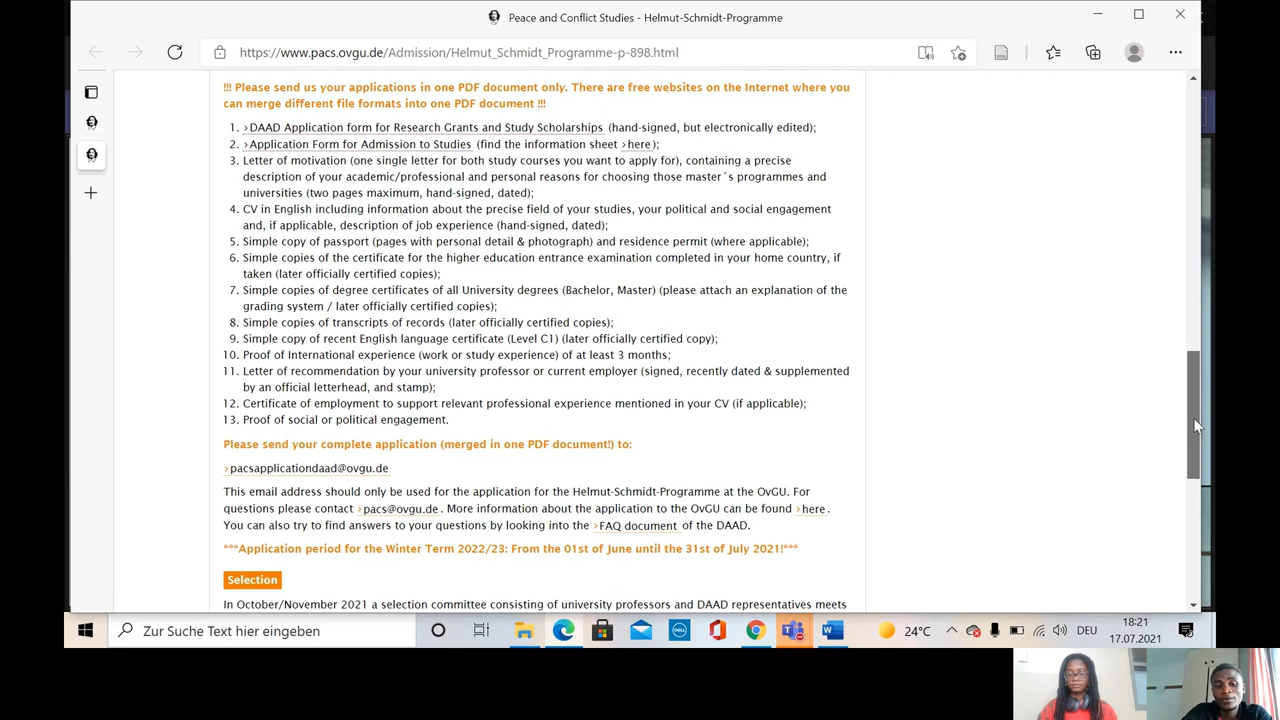 Peace and Conflict Studies - Helmut-Schmidt-Programme
https://www.pacs.ovgu.de/Admission/Helmut_Schmidt_Programme-p-898.html
!!! Please send us your applications in one PDF document only. There are free websites on the Internet where you
can merge different file formats into one PDF document !!!
1. ›DAAD Application form for Research Grants and Study Scholarships (hand-signed, but electronically edited);
2. ›Application Form for Admission to Studies (find the information sheet ›here);
3. Letter of motivation (one single letter for both study courses you want to apply for), containing a precise
description of your academic/professional and personal reasons for choosing those master´s programmes and
universities (two pages maximum, hand-signed, dated);
4. CV in English including information about the precise field of your studies, your political and social engagement
and, if applicable, description of job experience (hand-signed, dated);
5. Simple copy of passport (pages with personal detail & photograph) and residence permit (where applicable);
6. Simple copies of the certificate for the higher education entrance examination completed in your home country, if
taken (later officially certified copies);
7. Simple copies of degree certificates of all University degrees (Bachelor, Master) (please attach an explanation of the
grading system / later officially certified copies);
8. Simple copies of transcripts of records (later officially certified copies);
9. Simple copy of recent English language certificate (Level C1) (later officially certified copy);
10. Proof of International experience (work or study experience) of at least 3 months;
11. Letter of recommendation by your university professor or current employer (signed, recently dated & supplemented
by an official letterhead, and stamp);
12. Certificate of employment to support relevant professional experience mentioned in your CV (if applicable);
13. Proof of social or political engagement.
Please send your complete application (merged in one PDF document!) to:
›pacsapplicationdaad@ovgu.de
This email address should only be used for the application for the Helmut-Schmidt-Programme at the OvGU. For
questions please contact ›pacs@ovgu.de. More information about the application to the OvGU can be found ›here.
You can also try to find answers to your questions by looking into the ›FAQ document of the DAAD.
***Application period for the Winter Term 2022/23: From the 01st of June until the 31st of July 2021!***
Selection
In October/November 2021 a selection committee consisting of university professors and DAAD representatives meets
Zur Suche Text hier eingeben
DELL
24°C
DEU
18:21
17.07.2021